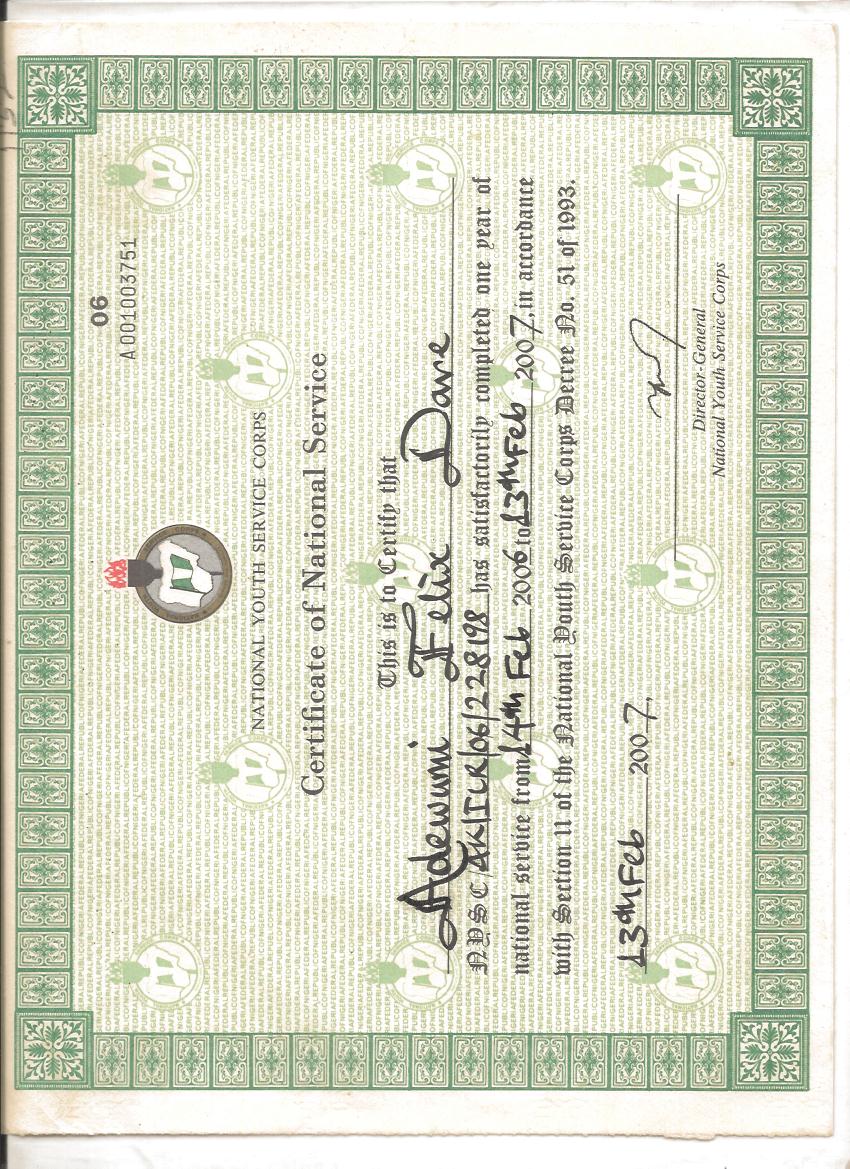 06
A001003751
NATIONAL YOUTH SERVICE CORPS
Certificate of National Service
This is to Certify that
Adewumi Felix Dare
NYSC/AK/ILR/06/228198 has satisfactorily completed one year of
national service from 14th Feb 2006 to 13th Feb 2007, in accordance
with Section 11 of the National Youth Service Corps Decree No. 51 of 1993.
13th Feb 2007.
Director-General
National Youth Service Corps